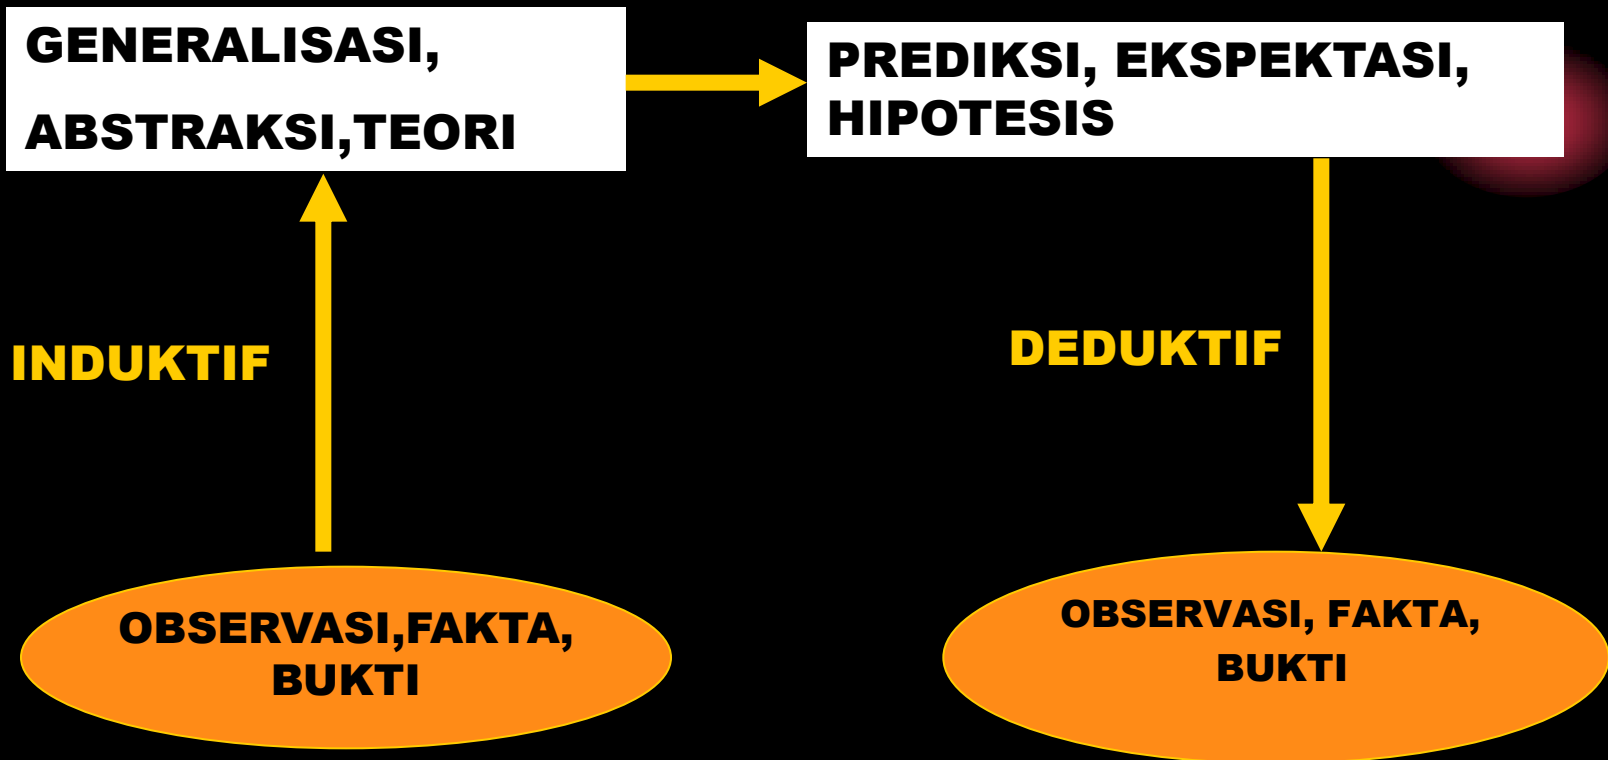 GENERALISASI,
ABSTRAKSI,TEORI
PREDIKSI, EKSPEKTASI,
HIPOTESIS
INDUKTIF
DEDUKTIF
OBSERVASI,FAKTA,
BUKTI
OBSERVASI, FAKTA,
BUKTI